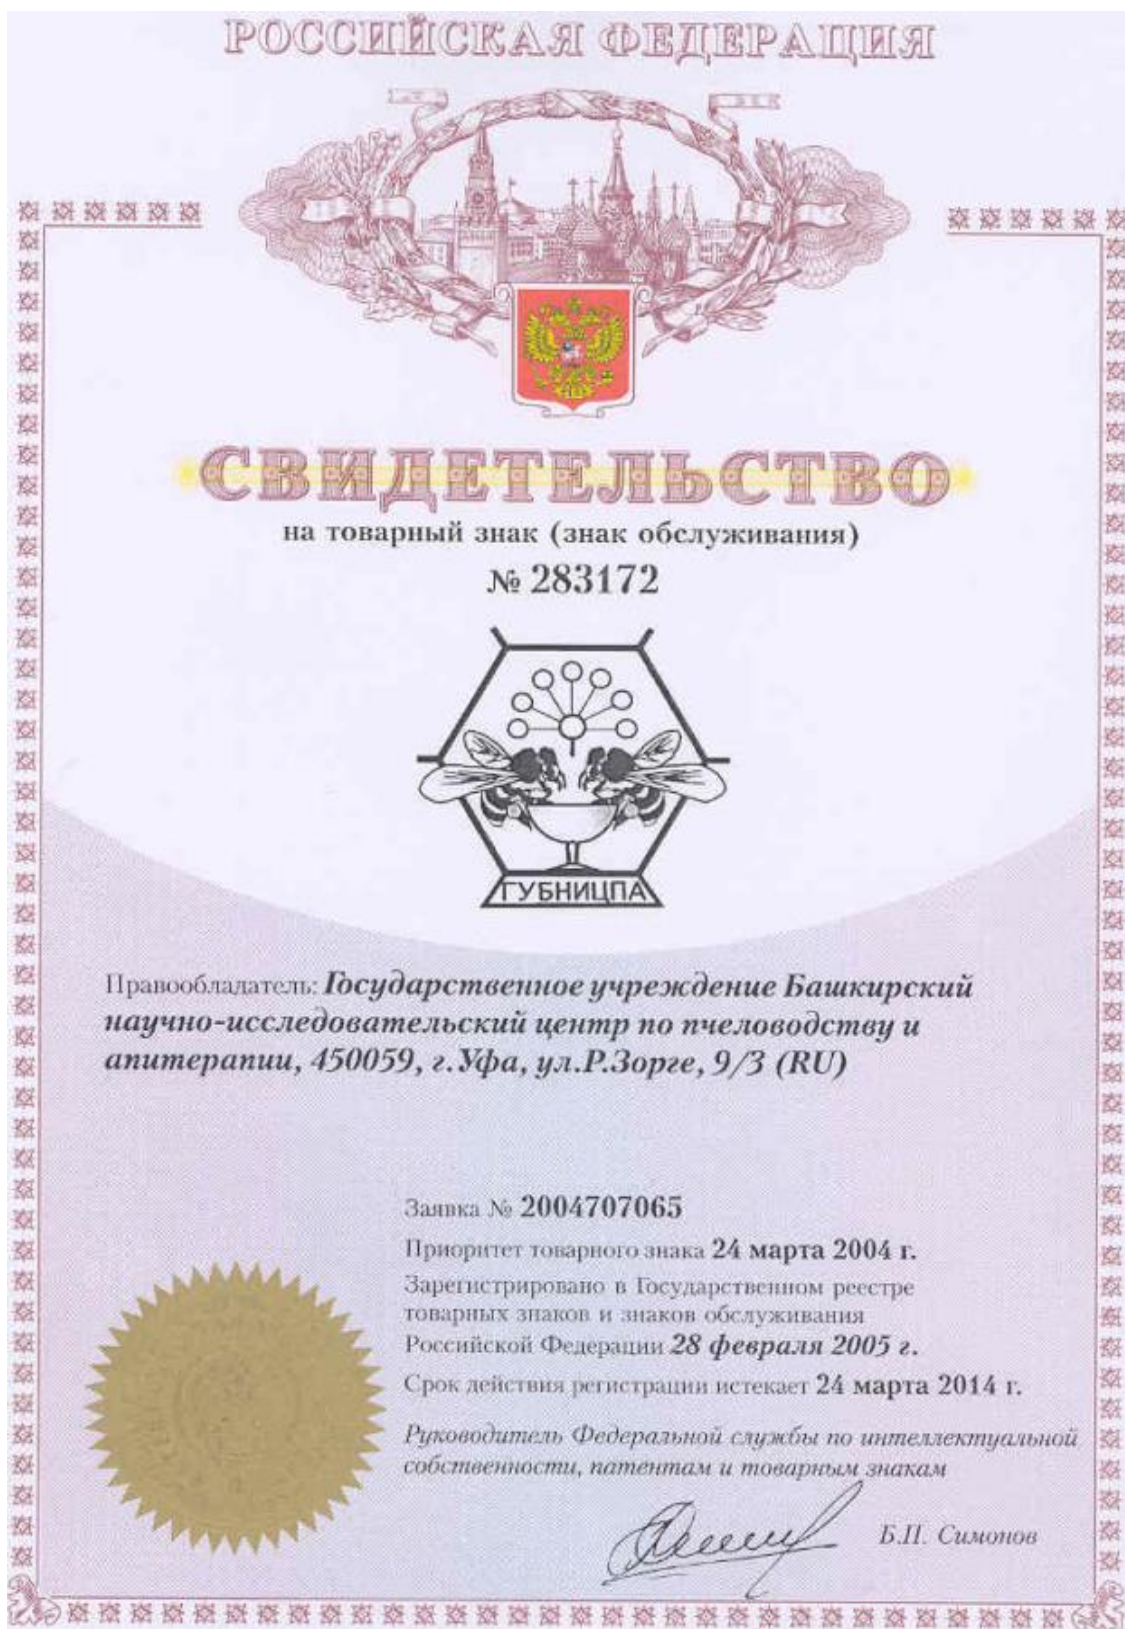 РОССИЙСКАЯ ФЕДЕРАЦИЯ
СВИДЕТЕЛЬСТВО
на товарный знак (знак обслуживания)
№ 283172
ГУБНИЦПА
Правообладатель: Государственное учреждение Башкирский
научно-исследовательский центр по пчеловодству и
апитерапии, 450059, г.Уфа, ул.Р.Зорге, 9/3 (RU)
Заявка № 2004707065
Приоритет товарного знака 24 марта 2004 г.
Зарегистрировано в Государственном реестре
товарных знаков и знаков обслуживания
Российской Федерации 28 февраля 2005 г.
Срок действия регистрации истекает 24 марта 2014 г.
Руководитель Федеральной службы по интеллектуальной
собственности, патентам и товарным знакам
Б.П. Симонов